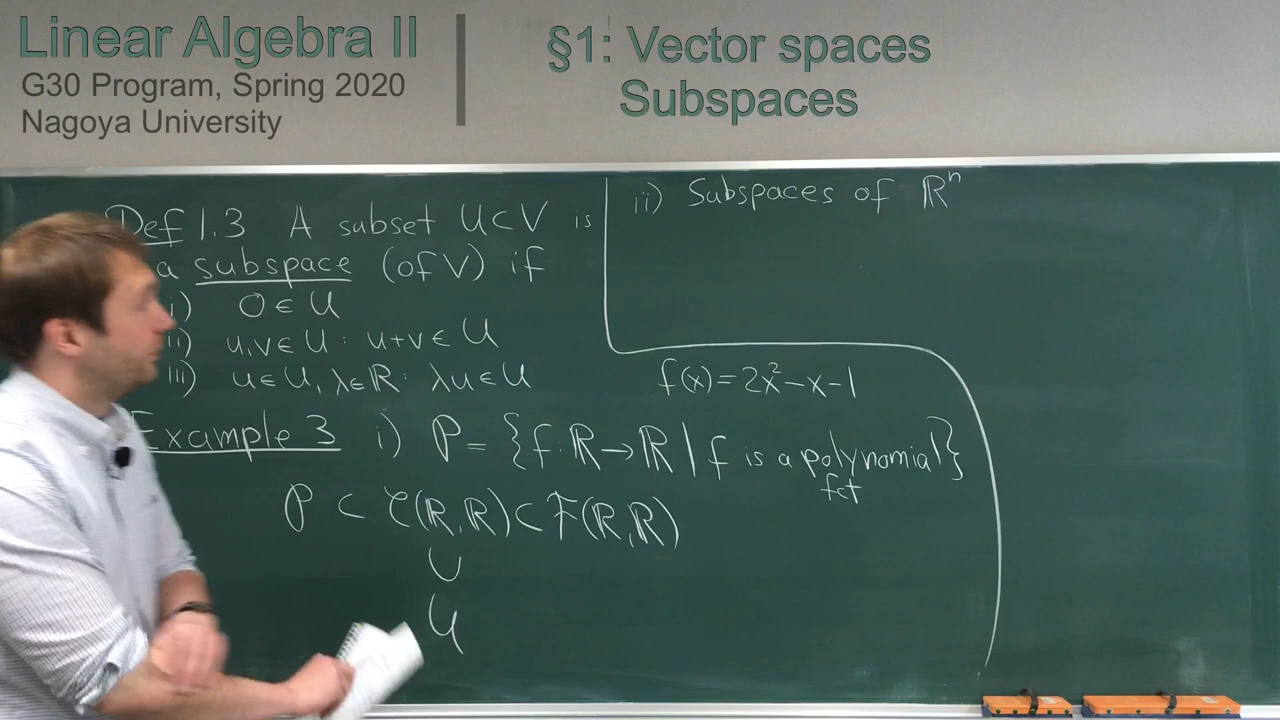 Linear Algebra II
G30 Program, Spring 2020
Nagoya University
§1: Vector spaces
Subspaces
Def 1.3 A subset U⊂V is
a subspace (of V) if
i) 0∈U
ii) u,v∈U: u+v∈U
iii) u∈U, λ∈ℝ: λu∈U
Example 3 i) P = {f:ℝ→ℝ | f is a polynomial}
fct
P ⊂ C(ℝ,ℝ) ⊂ F(ℝ,ℝ)
∪
U
ii) Subspaces of ℝⁿ
f(x)=2x²-x-1